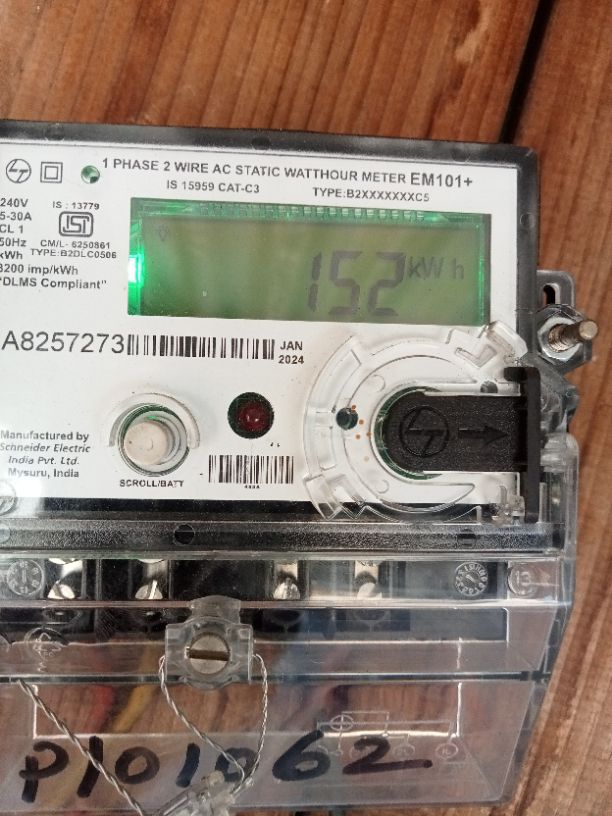 1 PHASE 2 WIRE AC STATIC WATTHOUR METER EM101+
IS 15959 CAT-C3 TYPE:B2XXXXXXXC5
240V IS : 13779
5-30A
CL 1
50Hz CM/L- 6250861
kWh TYPE:B2DLC0506
3200 imp/kWh
"DLMS Compliant"
152 kWh
A8257273 JAN
2024
Manufactured by
Schneider Electric
India Pvt. Ltd.
Mysuru, India
SCROLL/BATT
P101062